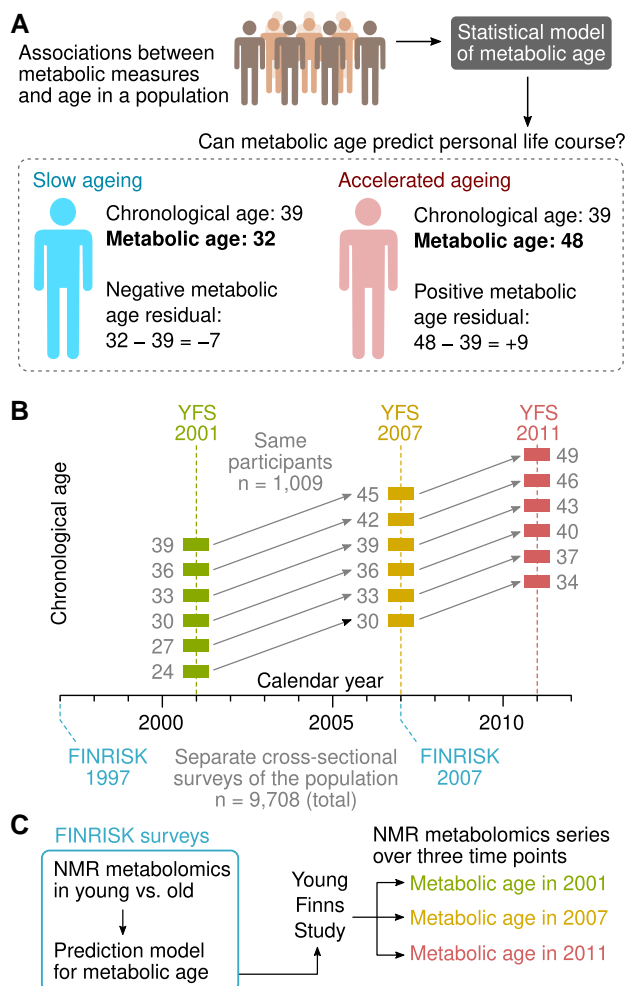 A
Associations between
metabolic measures
and age in a population
Statistical model
of metabolic age
Can metabolic age predict personal life course?
Slow ageing
Chronological age: 39
Metabolic age: 32
Negative metabolic
age residual:
32 – 39 = –7
Accelerated ageing
Chronological age: 39
Metabolic age: 48
Positive metabolic
age residual:
48 – 39 = +9
B
Chronological age
YFS
2001
YFS
2007
YFS
2011
Same
participants
n = 1,009
39
36
33
30
27
24
45
42
39
36
33
30
49
46
43
40
37
34
Calendar year
2000
2005
2010
FINRISK
1997
Separate cross-sectional
surveys of the population
n = 9,708 (total)
FINRISK
2007
C
FINRISK surveys
NMR metabolomics
in young vs. old
Prediction model
for metabolic age
Young
Finns
Study
NMR metabolomics series
over three time points
Metabolic age in 2001
Metabolic age in 2007
Metabolic age in 2011